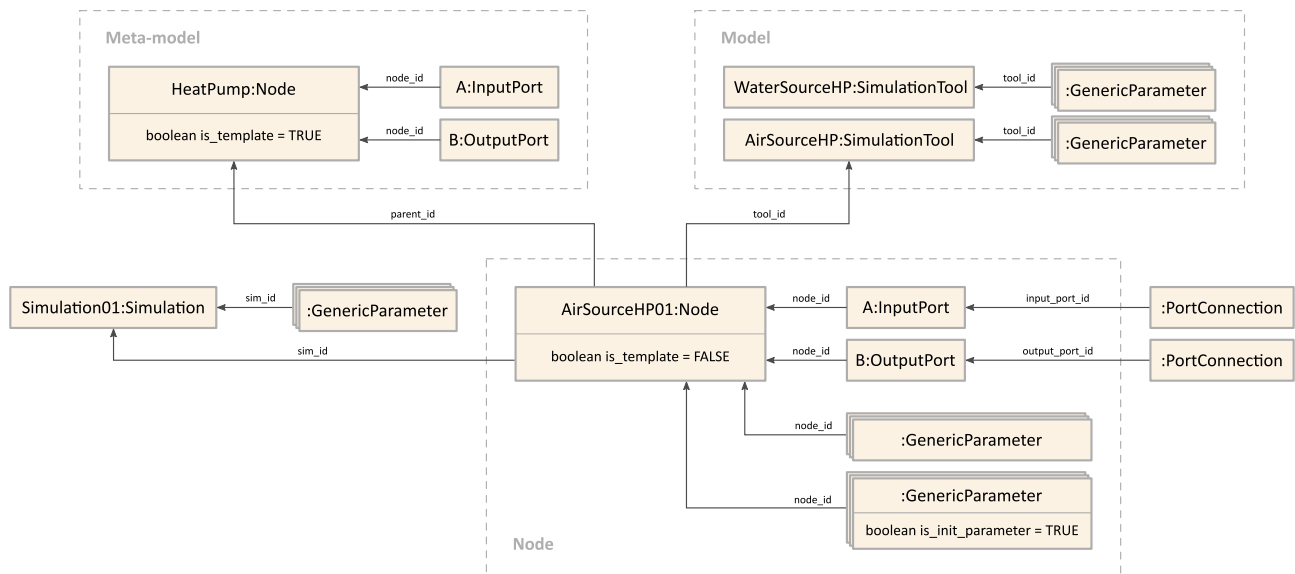 Meta-model
HeatPump:Node
boolean is_template = TRUE
node_id
A:InputPort
node_id
B:OutputPort
Model
WaterSourceHP:SimulationTool
tool_id
:GenericParameter
AirSourceHP:SimulationTool
tool_id
:GenericParameter
parent_id
tool_id
Simulation01:Simulation
sim_id
:GenericParameter
sim_id
AirSourceHP01:Node
boolean is_template = FALSE
node_id
A:InputPort
input_port_id
:PortConnection
node_id
B:OutputPort
output_port_id
:PortConnection
node_id
:GenericParameter
node_id
:GenericParameter
boolean is_init_parameter = TRUE
Node